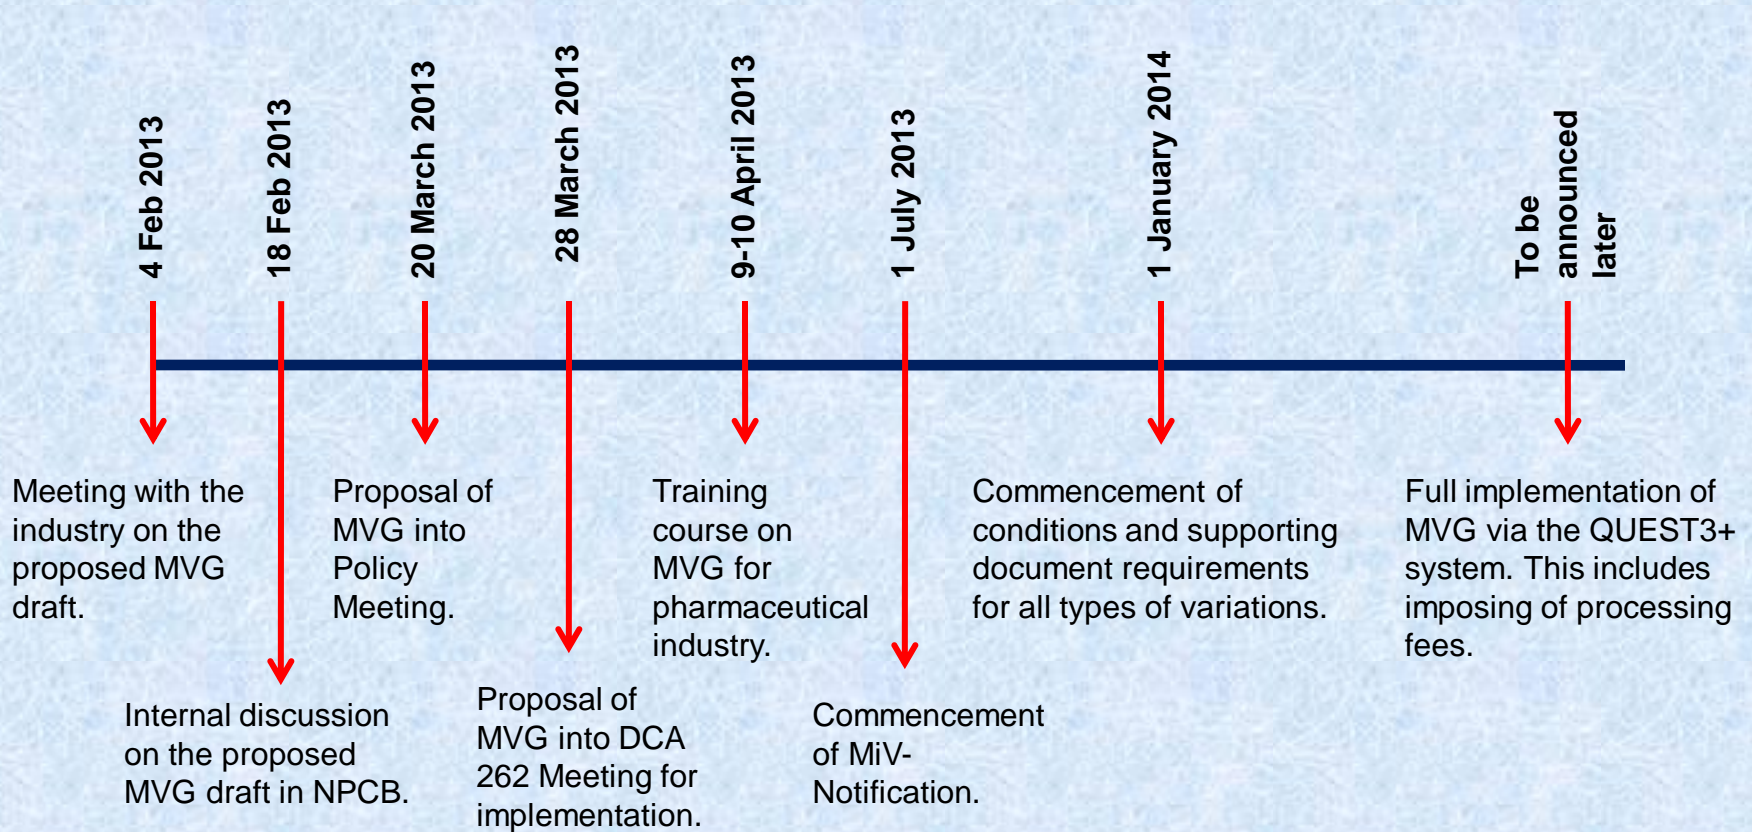 4 Feb 2013
18 Feb 2013
20 March 2013
28 March 2013
9-10 April 2013
1 July 2013
1 January 2014
To be
announced
later
Meeting with the
industry on the
proposed MVG
draft.
Internal discussion
on the proposed
MVG draft in NPCB.
Proposal of
MVG into
Policy
Meeting.
Proposal of
MVG into DCA
262 Meeting for
implementation.
Training
course on
MVG for
pharmaceutical
industry.
Commencement
of MiV-
Notification.
Commencement of
conditions and supporting
document requirements
for all types of variations.
Full implementation of
MVG via the QUEST3+
system. This includes
imposing of processing
fees.